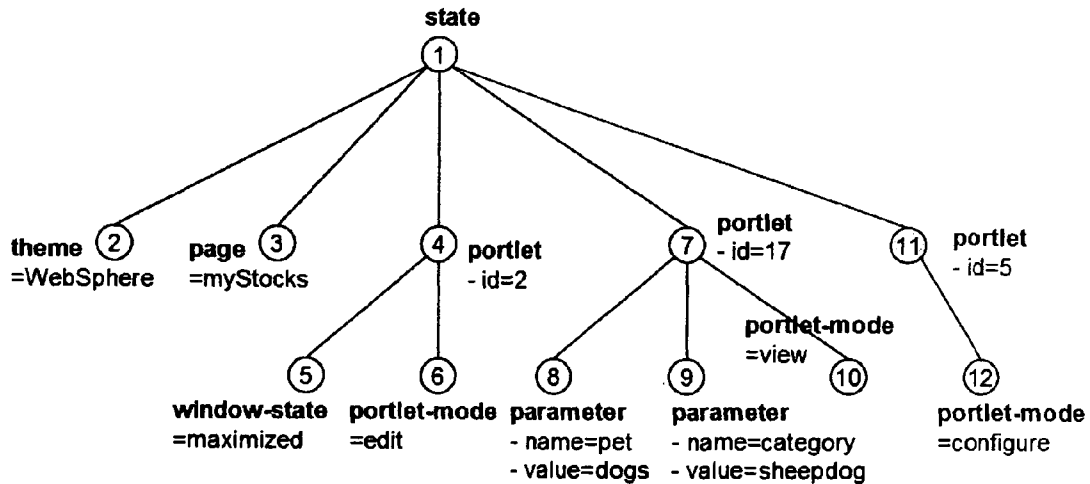 state
1
theme
=WebSphere
2
page
=myStocks
3
4
portlet
- id=2
7
portlet
- id=17
11
portlet
- id=5
5
window-state
=maximized
6
portlet-mode
=edit
8
parameter
- name=pet
- value=dogs
9
parameter
- name=category
- value=sheepdog
portlet-mode
=view
10
12
portlet-mode
=configure